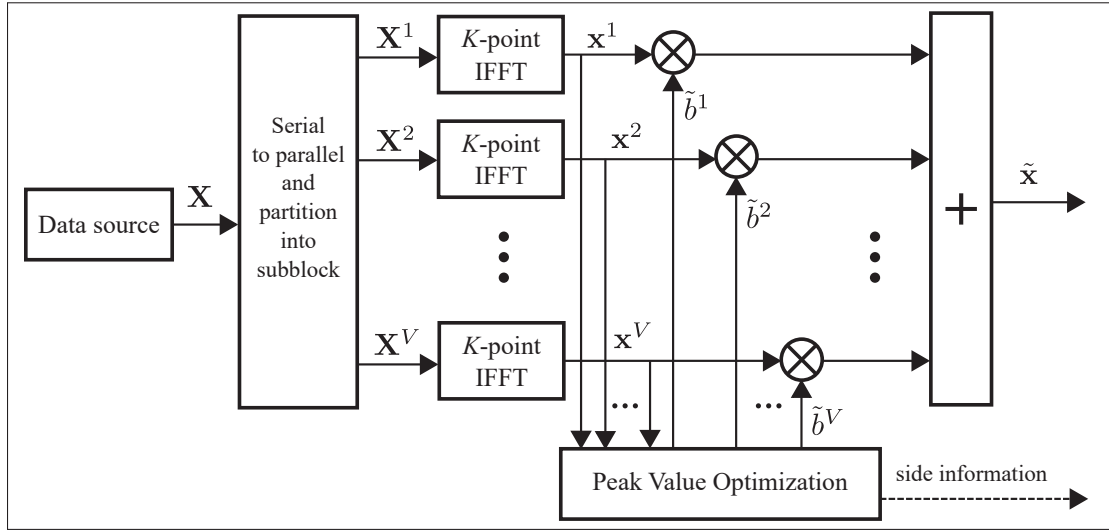 Data source
X
Serial
to parallel
and
partition
into
subblock
X¹
K-point
IFFT
x¹
b̃¹
X²
K-point
IFFT
x²
b̃²
X^V
K-point
IFFT
x^V
b̃^V
...
...
+
x̃
Peak Value Optimization
side information